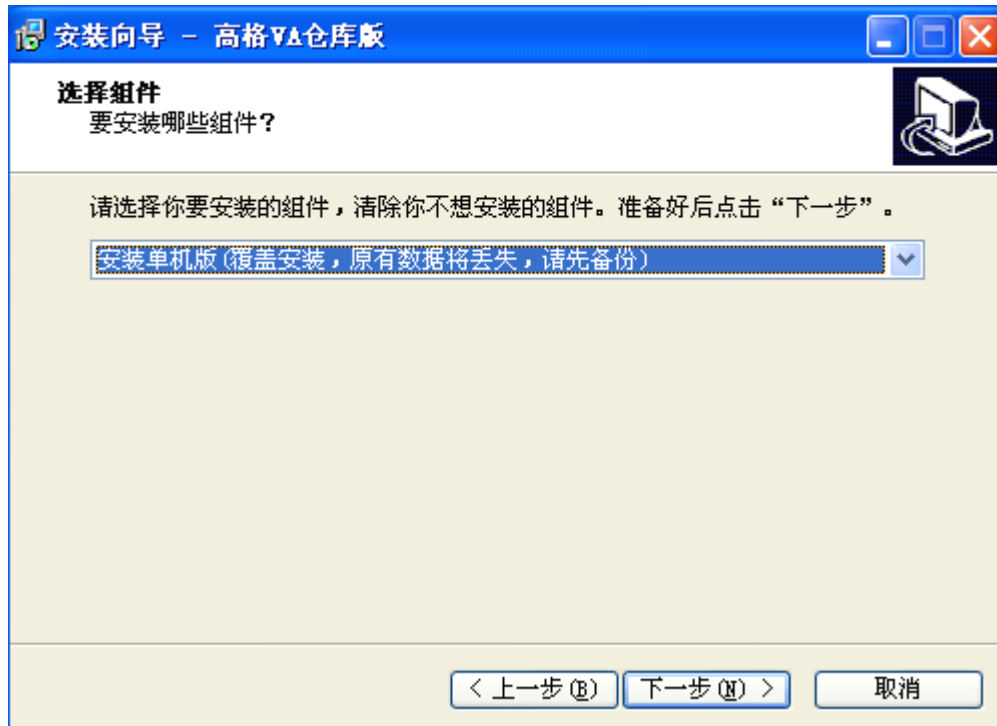 安装向导 - 高格VA仓库版
选择组件
要安装哪些组件?
请选择你要安装的组件，清除你不想安装的组件。准备好后点击“下一步”。
安装单机版(覆盖安装，原有数据将丢失，请先备份)
< 上一步(B)
下一步(N) >
取消